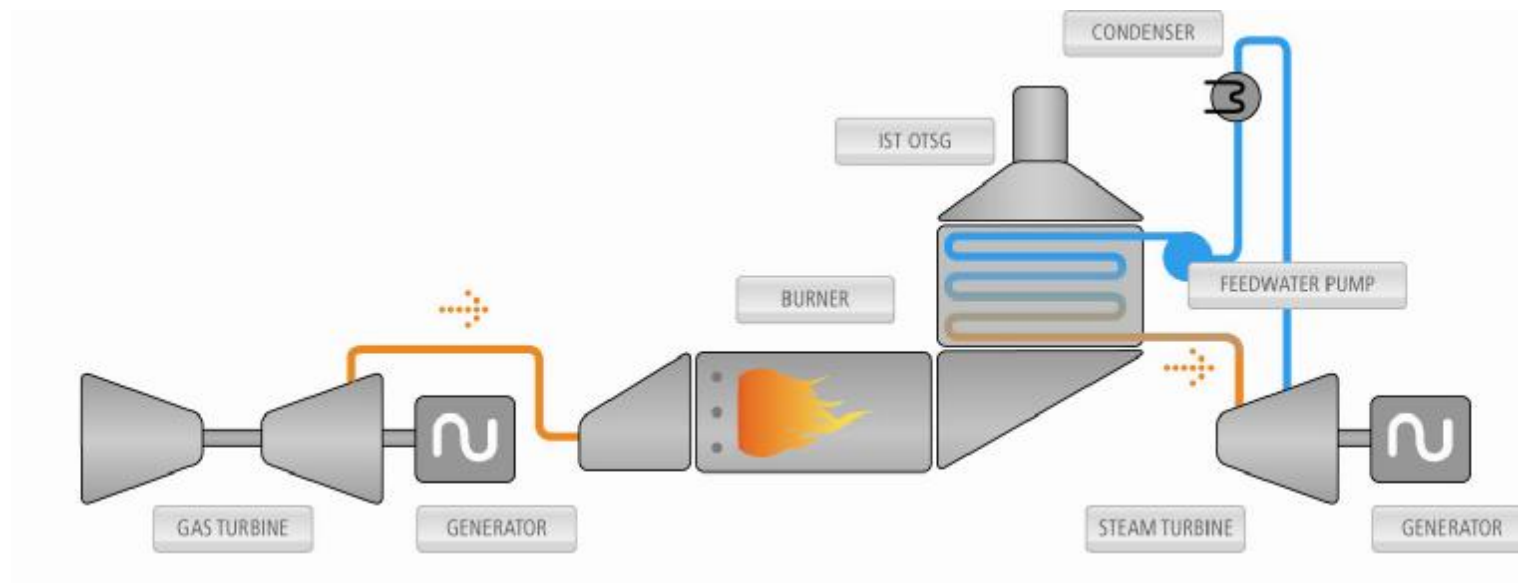 CONDENSER
IST OTSG
BURNER
FEEDWATER PUMP
GAS TURBINE
GENERATOR
STEAM TURBINE
GENERATOR